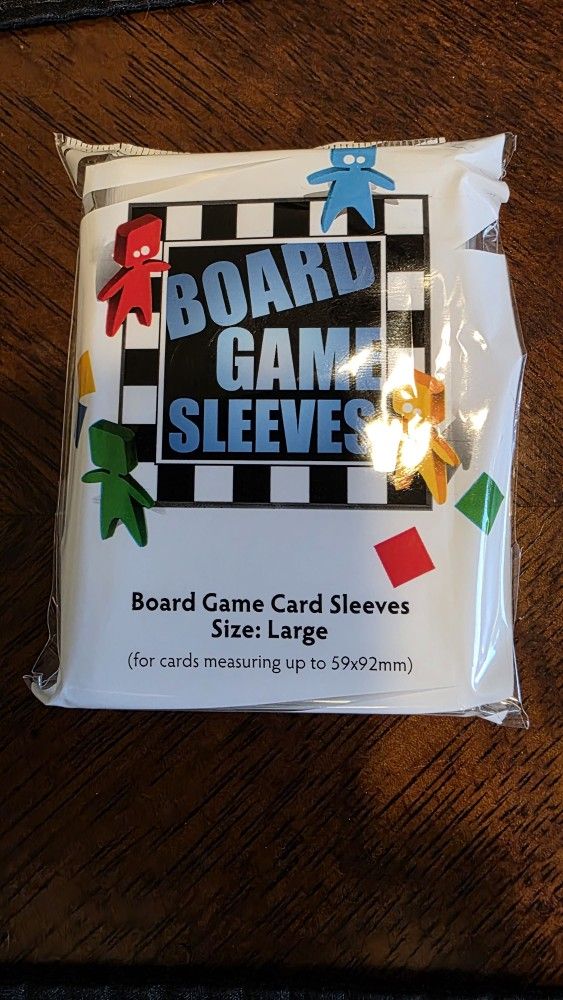 BOARD
GAME
SLEEVES
Board Game Card Sleeves
Size: Large
(for cards measuring up to 59x92mm)